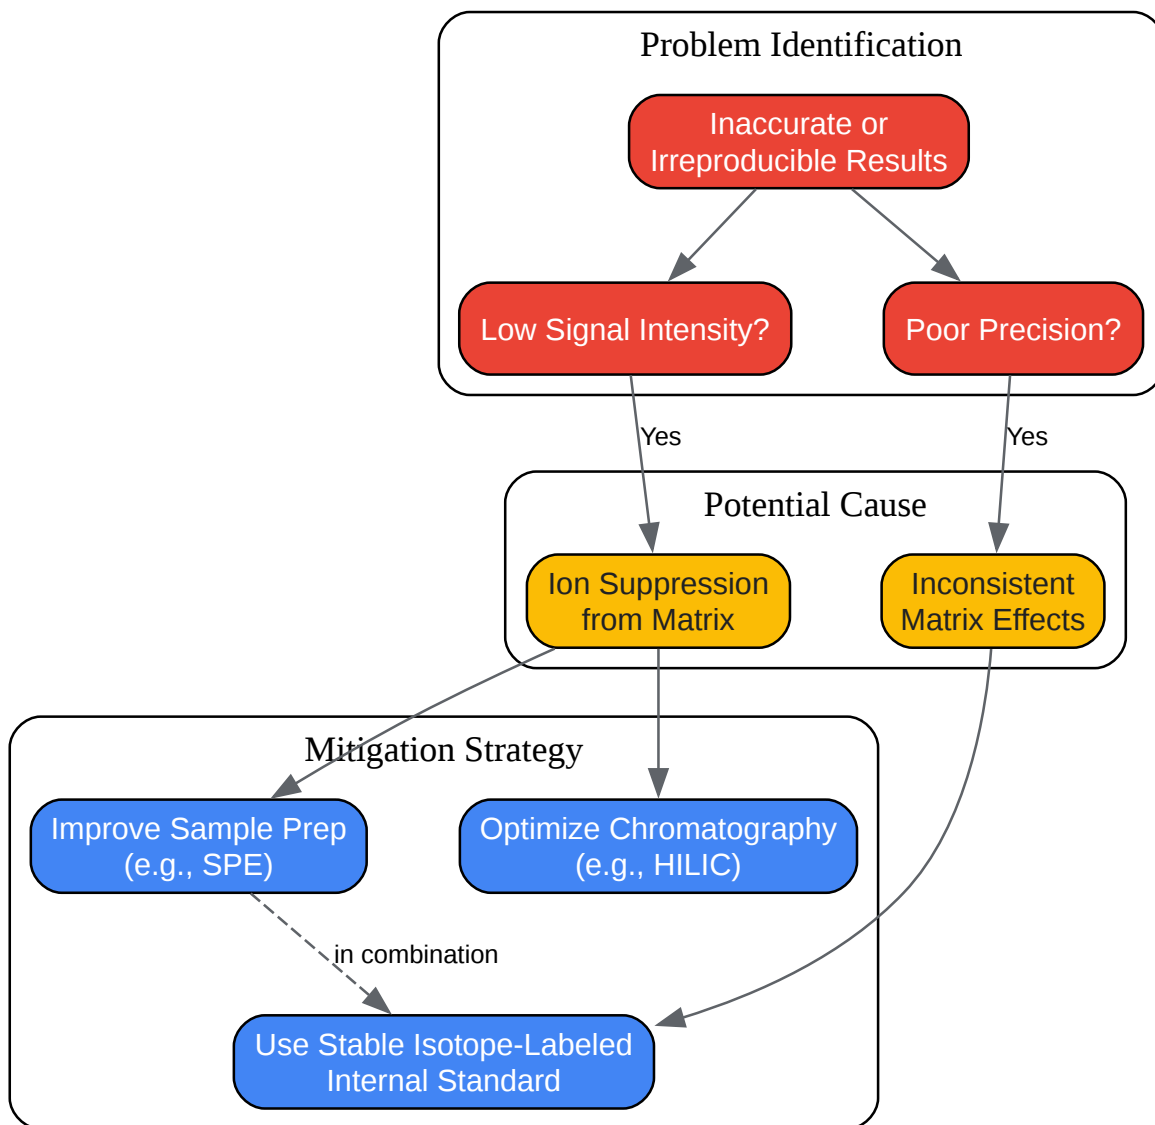 Problem Identification
Inaccurate or
Irreproducible Results
Low Signal Intensity?
Poor Precision?
Yes
Yes
Potential Cause
Ion Suppression
from Matrix
Inconsistent
Matrix Effects
Mitigation Strategy
Improve Sample Prep
(e.g., SPE)
Optimize Chromatography
(e.g., HILIC)
in combination
Use Stable Isotope-Labeled
Internal Standard